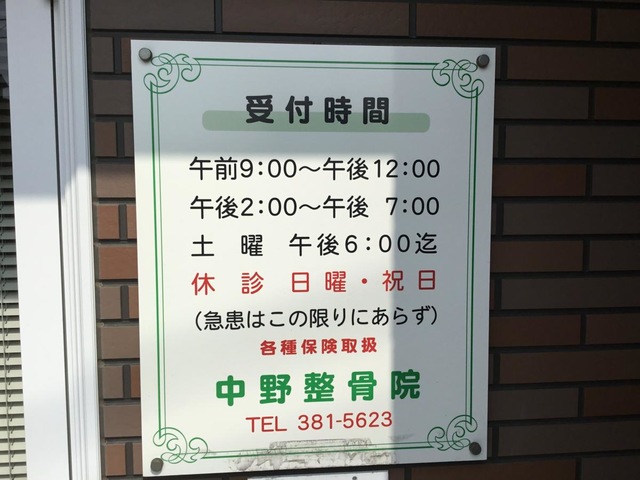 受付時間
午前9:00～午後12:00
午後2:00～午後 7:00
土 曜 午後6:00迄
休 診 日曜・祝日
(急患はこの限りにあらず)
各種保険取扱
中野整骨院
TEL 381-5623